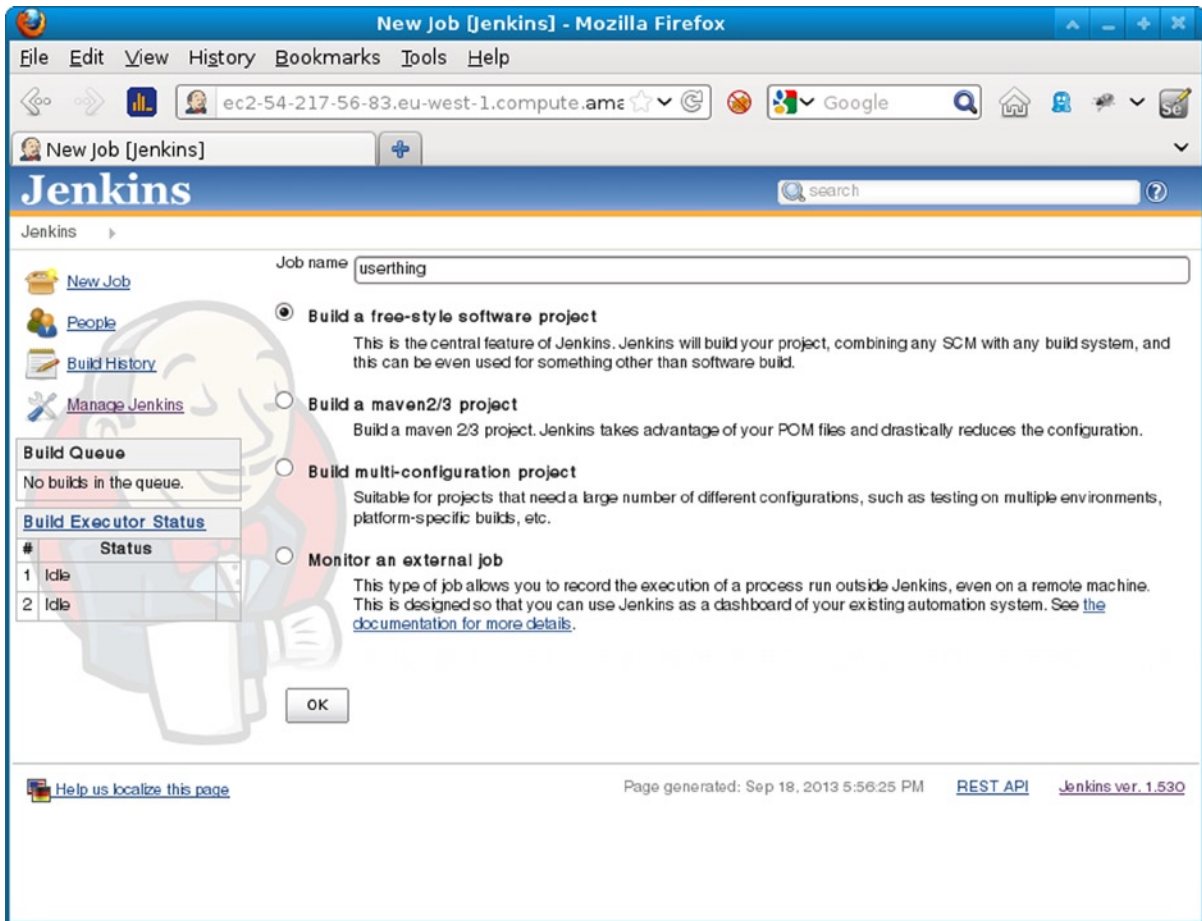 New Job [Jenkins] - Mozilla Firefox
File Edit View History Bookmarks Tools Help
ec2-54-217-56-83.eu-west-1.compute.ama
Google
Se
New Job [Jenkins]
Jenkins
search
?
Jenkins
New Job
People
Build History
Manage Jenkins
Build Queue
No builds in the queue.
Build Executor Status
# Status
1 Idle
2 Idle
Job name userthing
Build a free-style software project
This is the central feature of Jenkins. Jenkins will build your project, combining any SCM with any build system, and
this can be even used for something other than software build.
Build a maven2/3 project
Build a maven 2/3 project. Jenkins takes advantage of your POM files and drastically reduces the configuration.
Build multi-configuration project
Suitable for projects that need a large number of different configurations, such as testing on multiple environments,
platform-specific builds, etc.
Monitor an external job
This type of job allows you to record the execution of a process run outside Jenkins, even on a remote machine.
This is designed so that you can use Jenkins as a dashboard of your existing automation system. See the
documentation for more details.
OK
Help us localize this page
Page generated: Sep 18, 2013 5:56:25 PM REST API Jenkins ver. 1.530